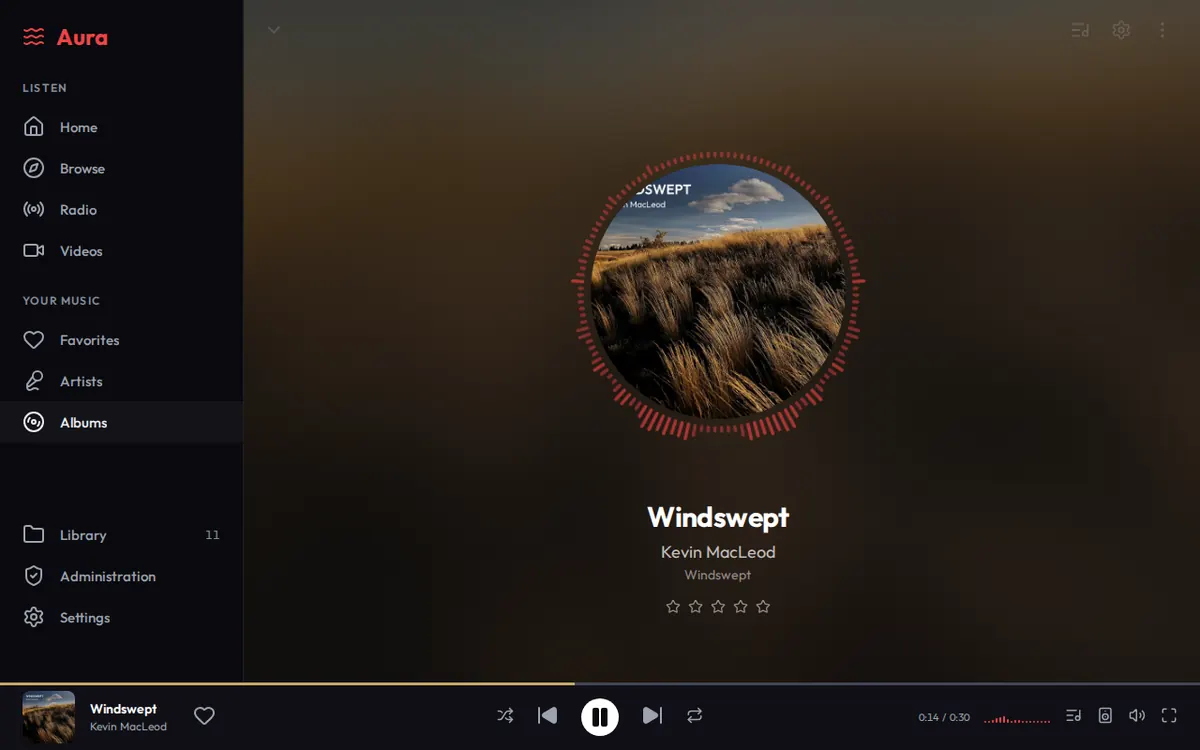 Aura
LISTEN
Home
Browse
Radio
Videos
YOUR MUSIC
Favorites
Artists
Albums
Library 11
Administration
Settings
DSWEPT
n MacLeod
Windswept
Kevin MacLeod
Windswept
Windswept
Kevin MacLeod
0:14 / 0:30